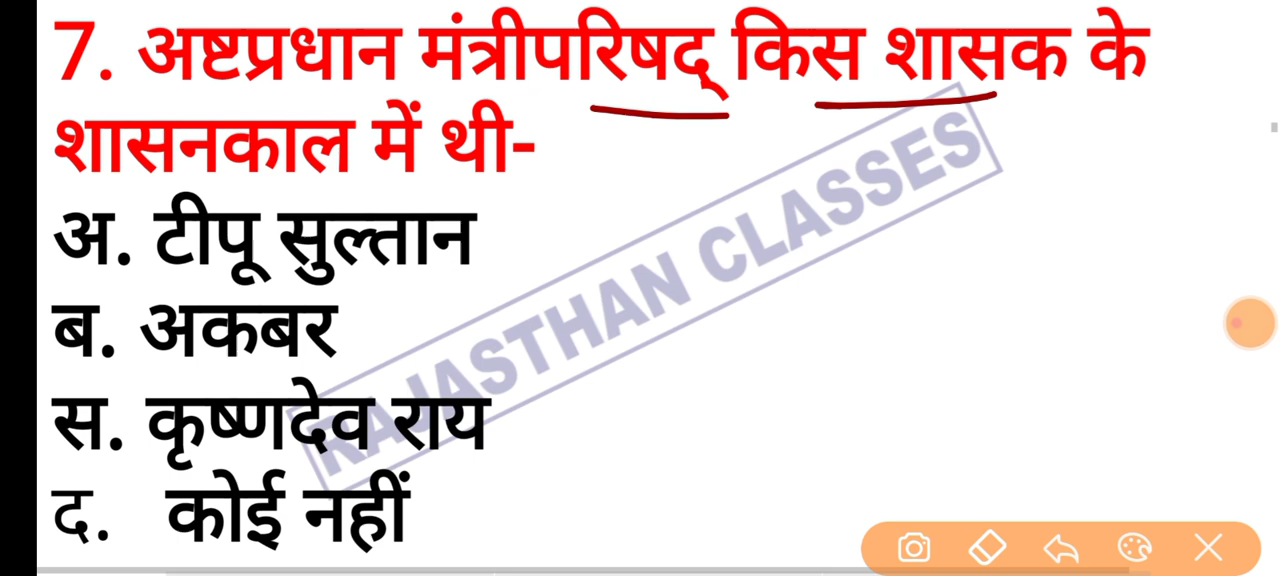 7. अष्टप्रधान मंत्रीपरिषद् किस शासक के
शासनकाल में थी-
अ. टीपू सुल्तान
ब. अकबर
स. कृष्णदेव राय
द. कोई नहीं
RAJASTHAN CLASSES